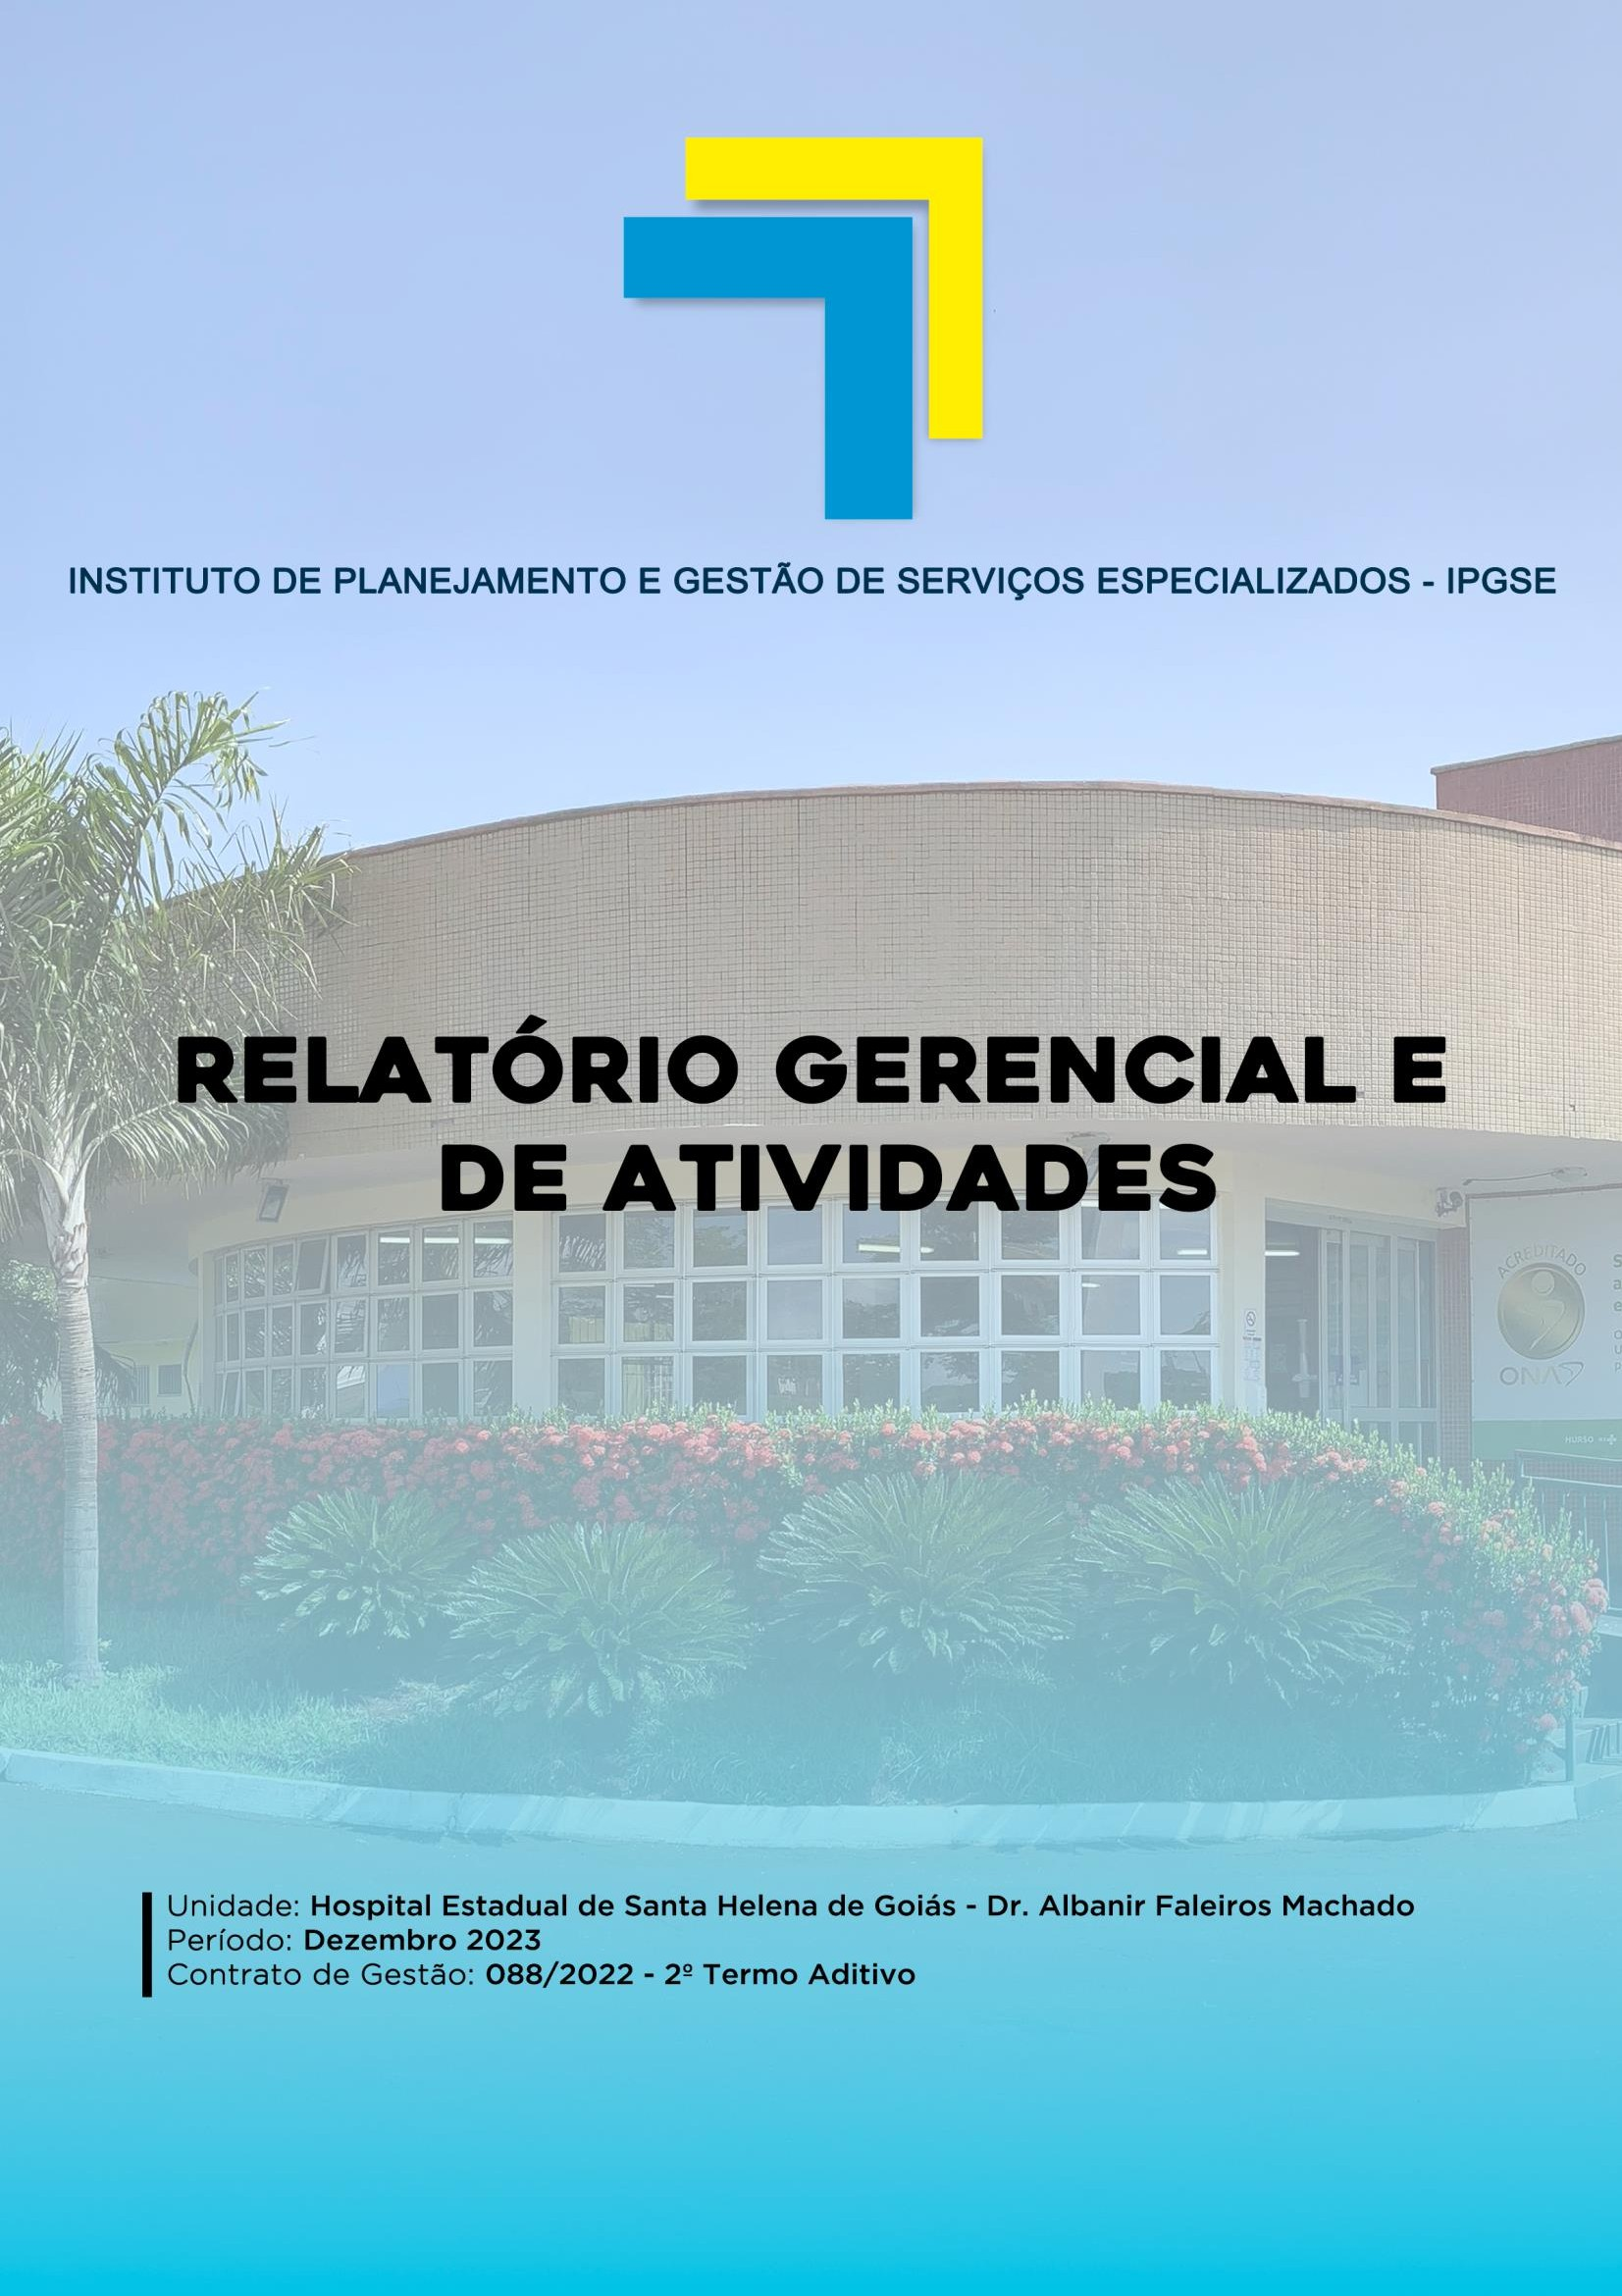 INSTITUTO DE PLANEJAMENTO E GESTÃO DE SERVIÇOS ESPECIALIZADOS - IPGSE
RELATÓRIO GERENCIAL E
DE ATIVIDADES
ACREDITADO
ONA
HURSO
Unidade: Hospital Estadual de Santa Helena de Goiás - Dr. Albanir Faleiros Machado
Período: Dezembro 2023
Contrato de Gestão: 088/2022 - 2º Termo Aditivo